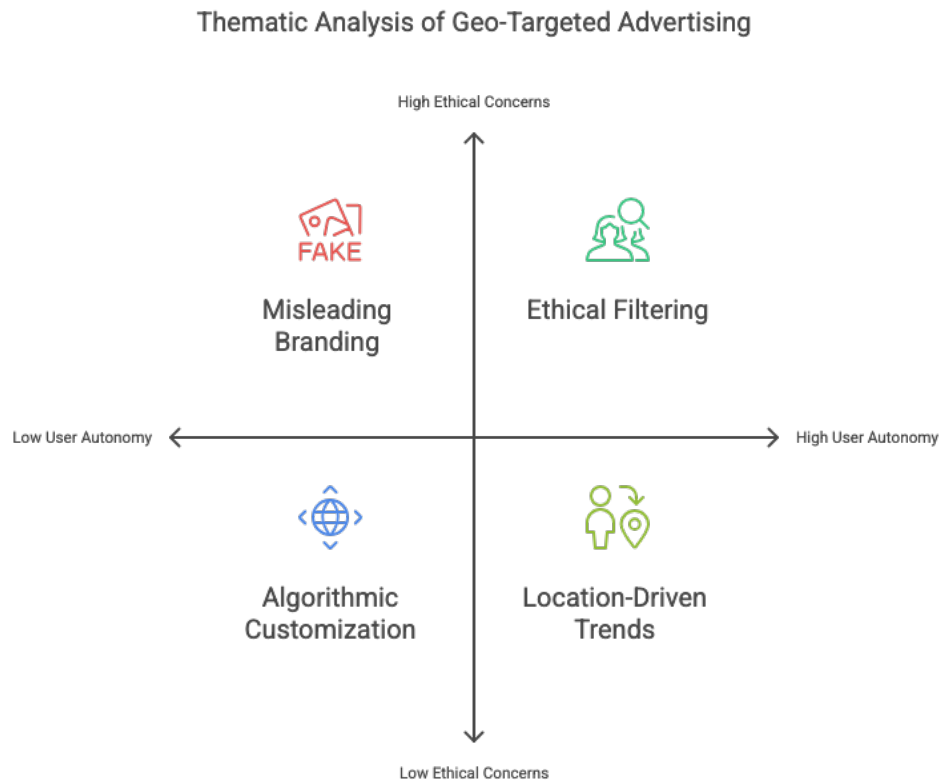 Thematic Analysis of Geo-Targeted Advertising
High Ethical Concerns
FAKE
Misleading
Branding
Ethical Filtering
Low User Autonomy
High User Autonomy
Algorithmic
Customization
Location-Driven
Trends
Low Ethical Concerns